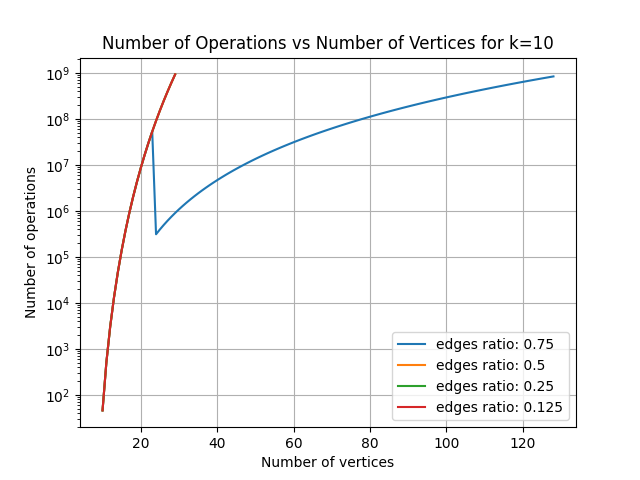 Number of Operations vs Number of Vertices for k=10
Number of operations
10^9
10^8
10^7
10^6
10^5
10^4
10^3
10^2
20 40 60 80 100 120
Number of vertices
edges ratio: 0.75
edges ratio: 0.5
edges ratio: 0.25
edges ratio: 0.125